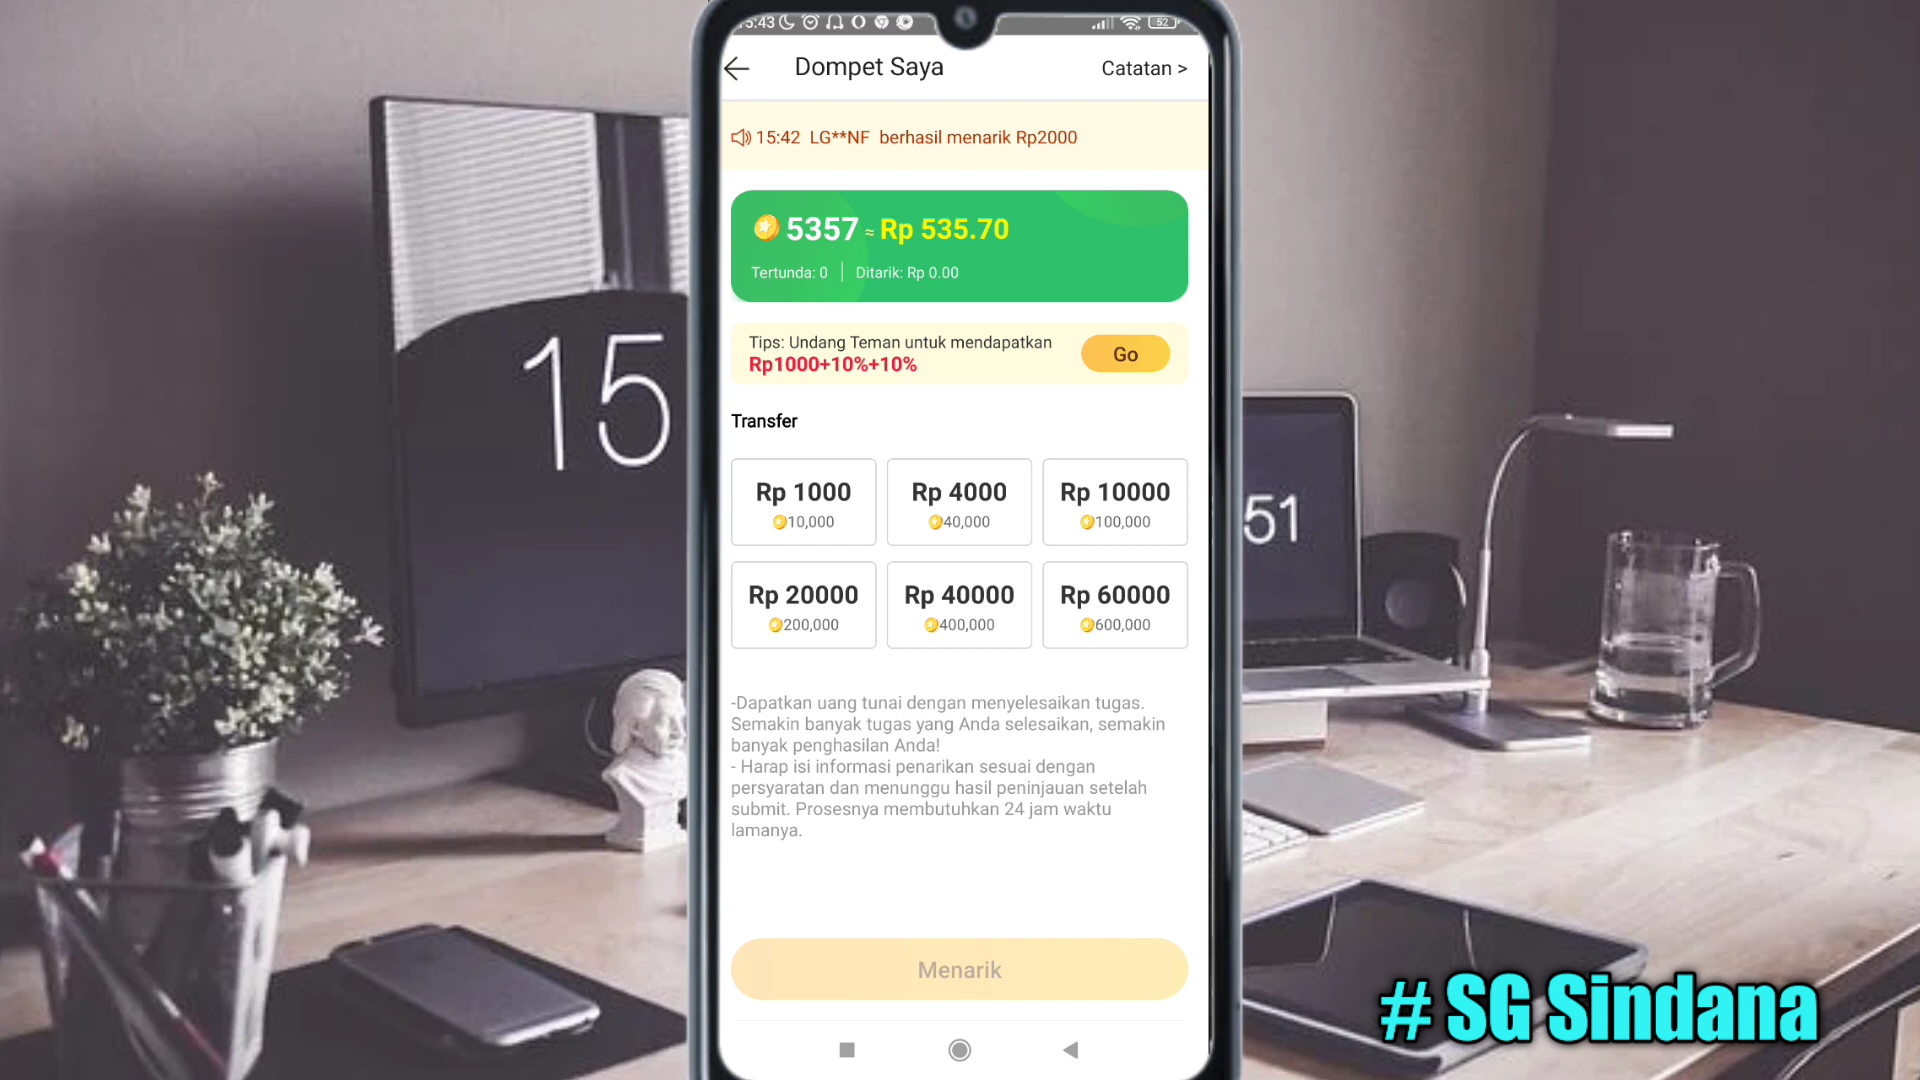 15:43
52
Dompet Saya
Catatan >
15:42 LG**NF berhasil menarik Rp2000
5357 ≈ Rp 535.70
Tertunda: 0 | Ditarik: Rp 0.00
Tips: Undang Teman untuk mendapatkan
Rp1000+10%+10%
Go
Transfer
Rp 1000
10,000
Rp 4000
40,000
Rp 10000
100,000
Rp 20000
200,000
Rp 40000
400,000
Rp 60000
600,000
-Dapatkan uang tunai dengan menyelesaikan tugas.
Semakin banyak tugas yang Anda selesaikan, semakin
banyak penghasilan Anda!
- Harap isi informasi penarikan sesuai dengan
persyaratan dan menunggu hasil peninjauan setelah
submit. Prosesnya membutuhkan 24 jam waktu
lamanya.
Menarik
15
51
# SG Sindana